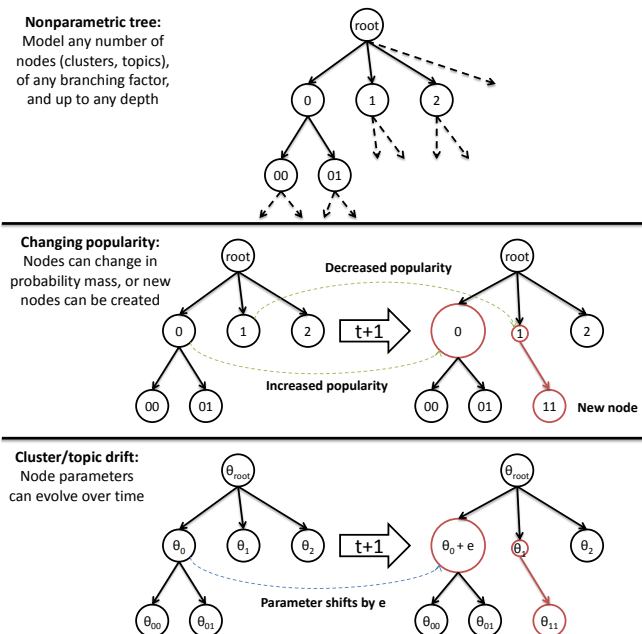 Nonparametric tree:
Model any number of
nodes (clusters, topics),
of any branching factor,
and up to any depth
root
0
1
2
00
01
Changing popularity:
Nodes can change in
probability mass, or new
nodes can be created
root
0
1
2
00
01
Decreased popularity
t+1
Increased popularity
root
0
1
2
00
01
11
New node
Cluster/topic drift:
Node parameters
can evolve over time
θroot
θ0
θ1
θ2
θ00
θ01
t+1
Parameter shifts by e
θroot
θ0 + e
θ1
θ2
θ00
θ01
θ11